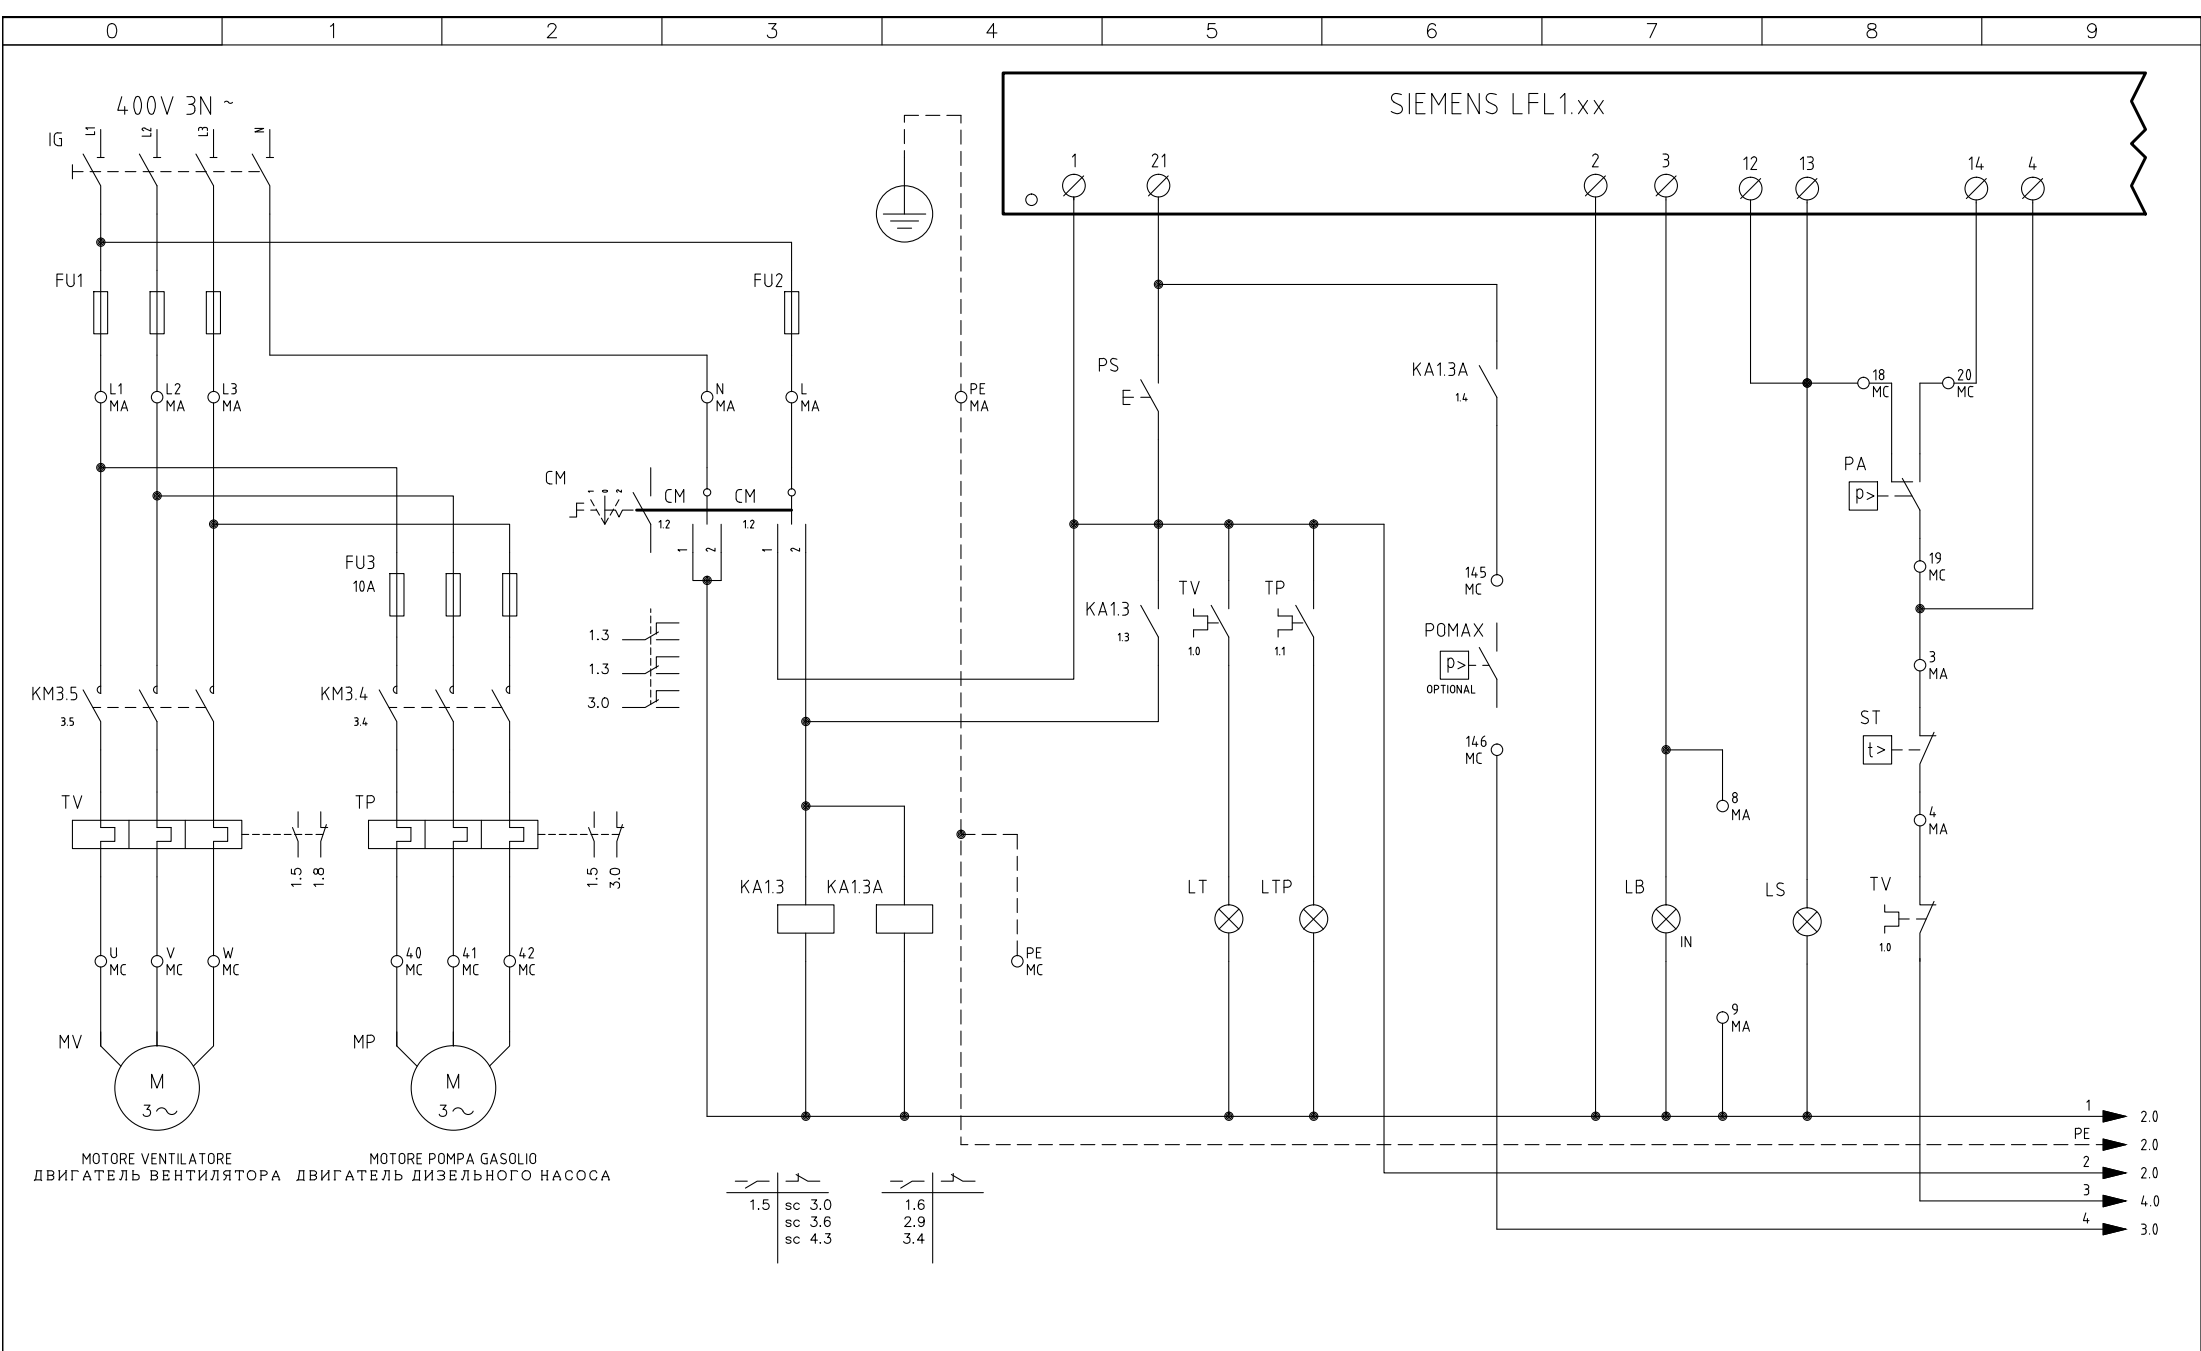 0 1 2 3 4 5 6 7 8 9
400V 3N ~
SIEMENS LFL1.xx
IG
L1 L2 L3 N
1 21 2 3 12 13 14 4
FU1
FU2
PS
KA1.3A
1.4
18
MC
20
MC
L1
MA
L2
MA
L3
MA
N
MA
L
MA
PE
MA
PA
p>
CM
1 0 2
CM
1.2
CM
1.2
1 2
1 2
FU3
10A
19
MC
145
MC
1.3
1.3
3.0
KA1.3
1.3
TV
1.0
TP
1.1
POMAX
p>
OPTIONAL
3
MA
KM3.5
3.5
KM3.4
3.4
146
MC
ST
t>
TV
TP
8
MA
4
MA
1.5 1.8
1.5 3.0
KA1.3
KA1.3A
LT
LTP
LB
IN
LS
TV
1.0
U
MC
V
MC
W
MC
40
MC
41
MC
42
MC
PE
MC
9
MA
MV
M
3~
MP
M
3~
1 2.0
PE 2.0
2 2.0
3 4.0
4 3.0
MOTORE VENTILATORE
ДВИГАТЕЛЬ ВЕНТИЛЯТОРА
MOTORE POMPA GASOLIO
ДВИГАТЕЛЬ ДИЗЕЛЬНОГО НАСОСА
1.5 sc 3.0
sc 3.6
sc 4.3
1.6
2.9
3.4